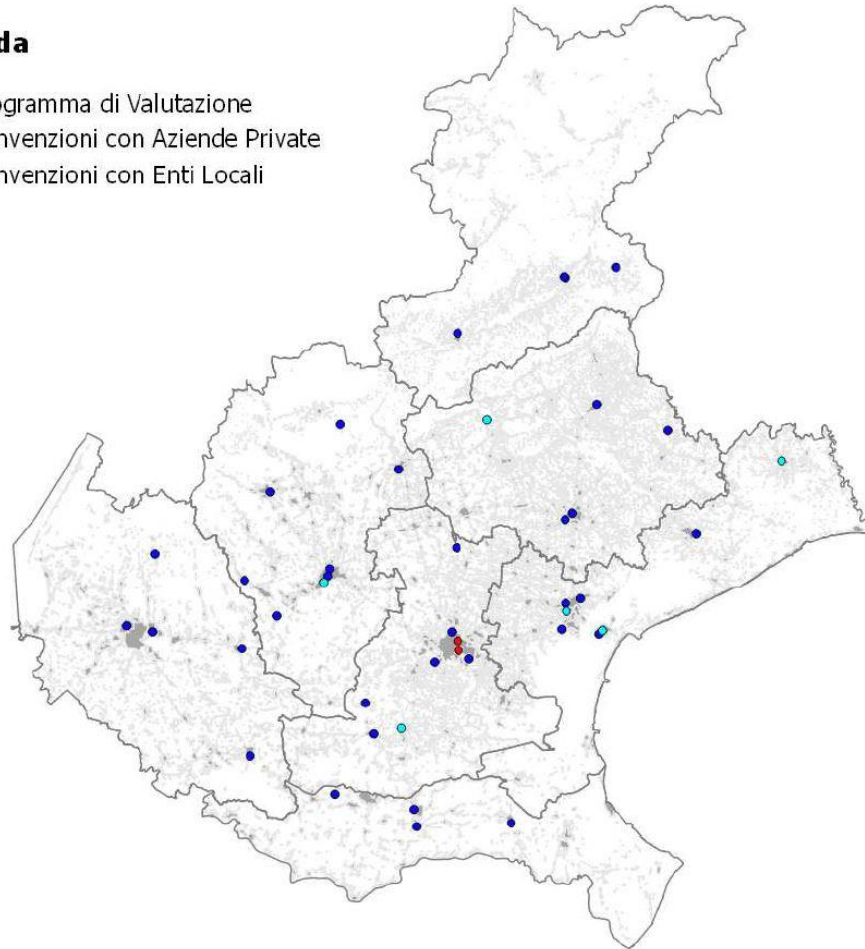 da
ogramma di Valutazione
nvenzioni con Aziende Private
nvenzioni con Enti Locali